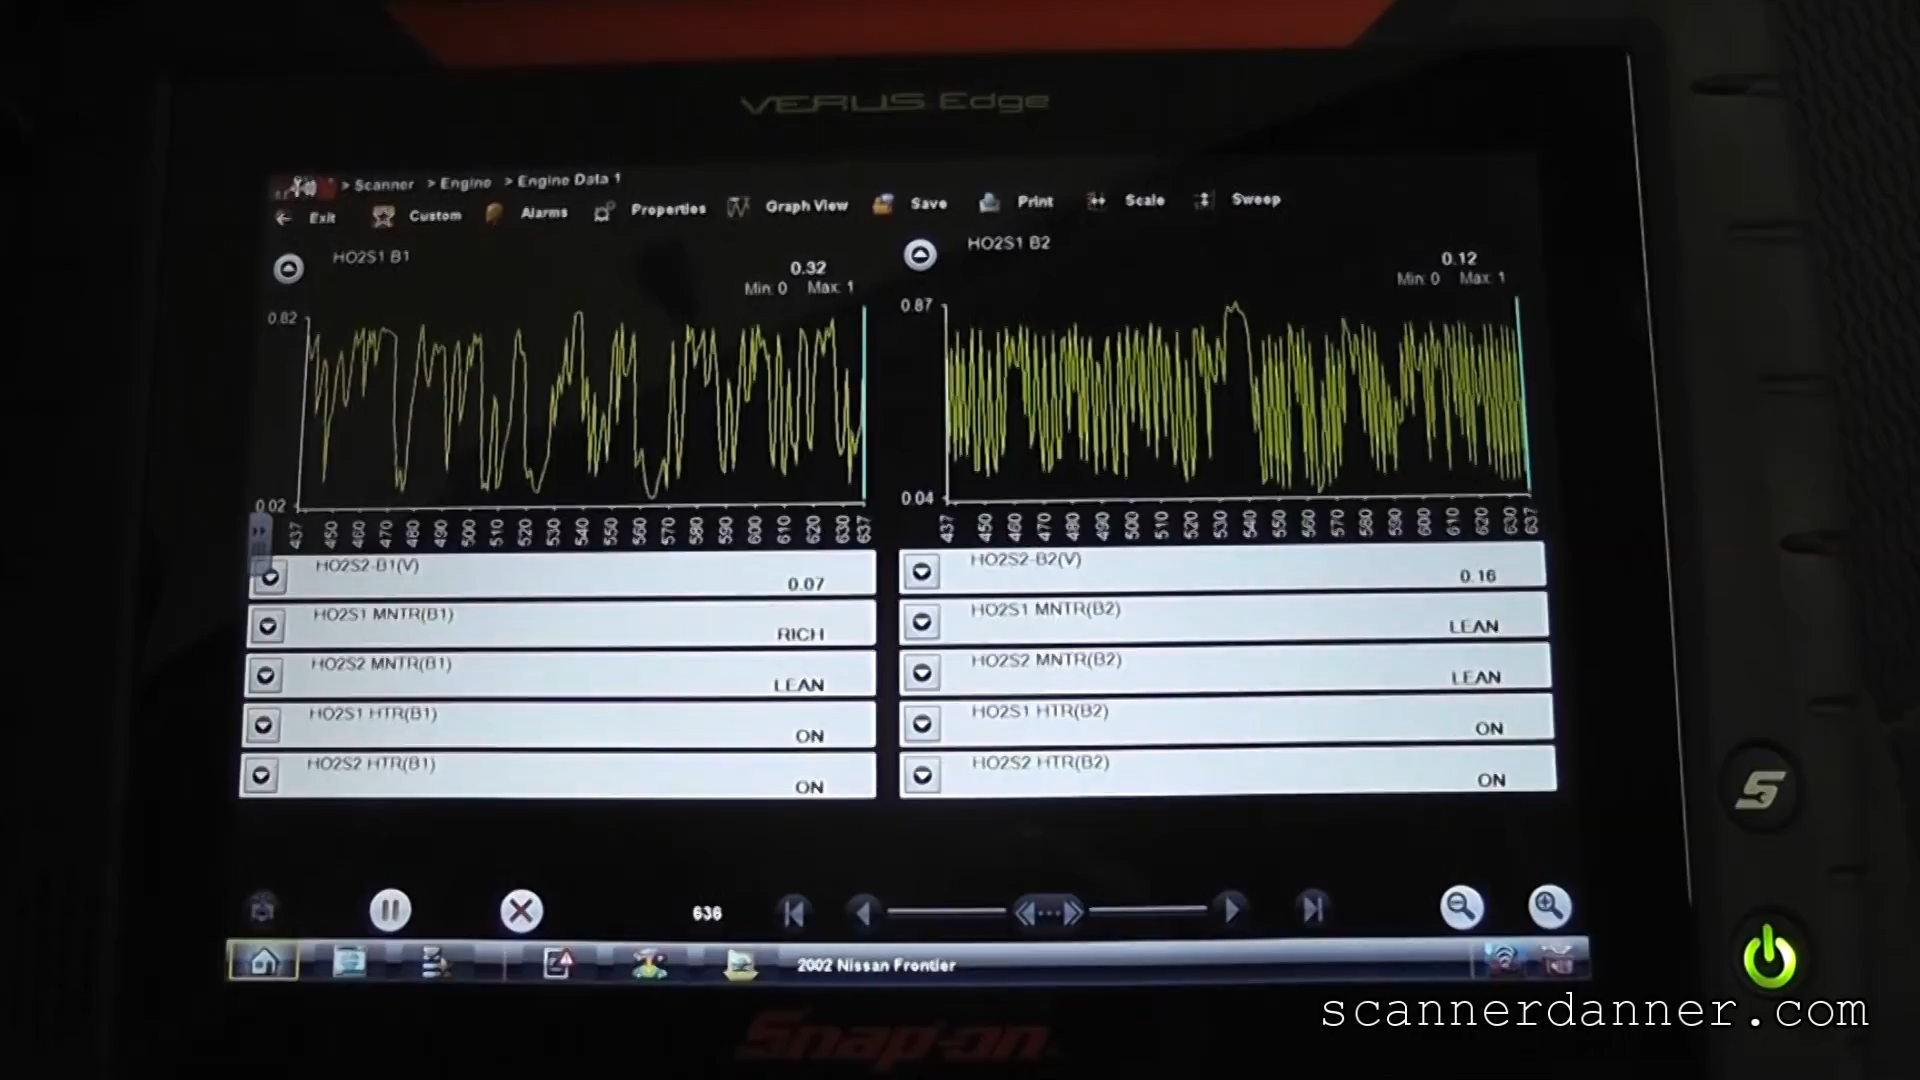 VERUS Edge
> Scanner > Engine > Engine Data 1
Exit Custom Alarms Properties Graph View Save Print Scale Sweep
HO2S1 B1
0.32
Min: 0 Max: 1
0.82
0.02
437 450 460 470 480 490 500 510 520 530 540 550 560 570 580 590 600 610 620 630 637
HO2S1 B2
0.12
Min: 0 Max: 1
0.87
0.04
437 450 460 470 480 490 500 510 520 530 540 550 560 570 580 590 600 610 620 630 637
HO2S2-B1(V) 0.07
HO2S1 MNTR(B1) RICH
HO2S2 MNTR(B1) LEAN
HO2S1 HTR(B1) ON
HO2S2 HTR(B1) ON
HO2S2-B2(V) 0.16
HO2S1 MNTR(B2) LEAN
HO2S2 MNTR(B2) LEAN
HO2S1 HTR(B2) ON
HO2S2 HTR(B2) ON
636
2002 Nissan Frontier
Snap-on
scannerdanner.com